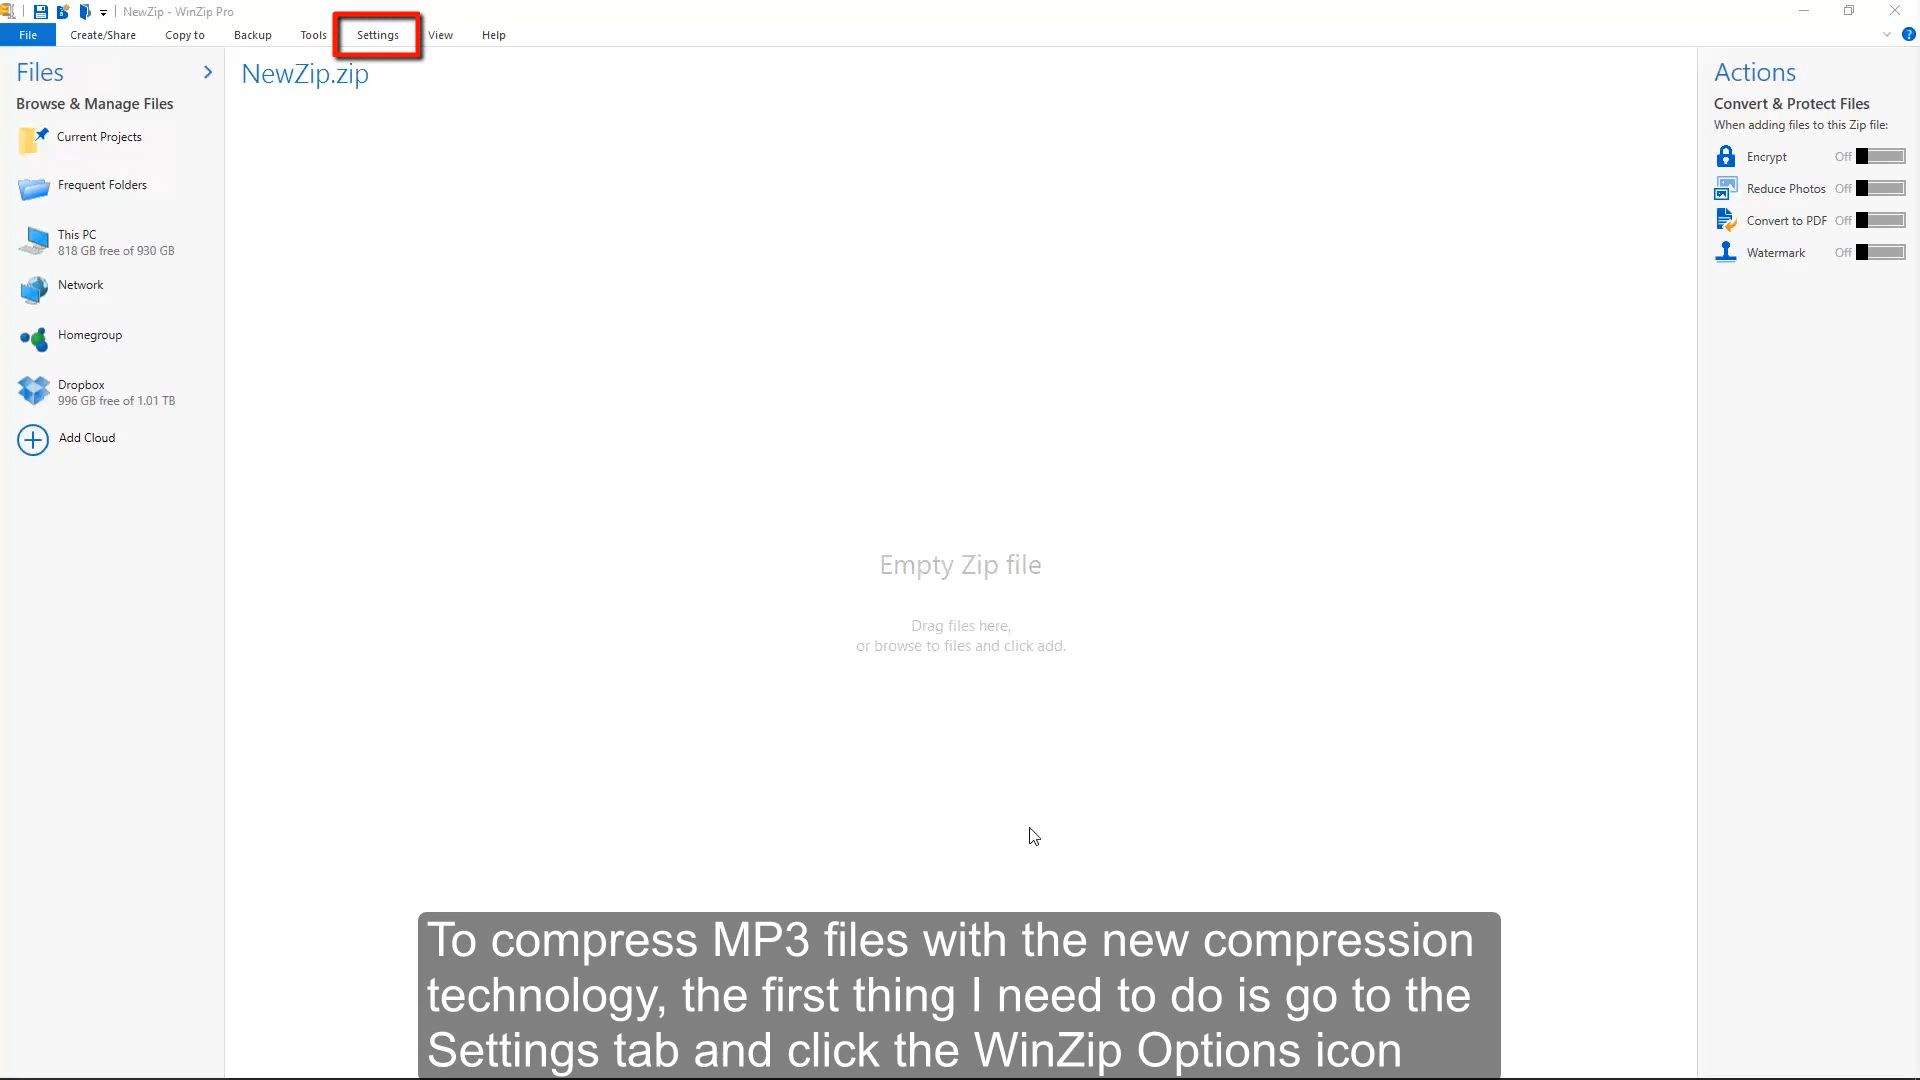 NewZip - WinZip Pro
File Create/Share Copy to Backup Tools Settings View Help
Files
Browse & Manage Files
Current Projects
Frequent Folders
This PC
818 GB free of 930 GB
Network
Homegroup
Dropbox
996 GB free of 1.01 TB
Add Cloud
NewZip.zip
Empty Zip file
Drag files here,
or browse to files and click add.
Actions
Convert & Protect Files
When adding files to this Zip file:
Encrypt Off
Reduce Photos Off
Convert to PDF Off
Watermark Off
To compress MP3 files with the new compression
technology, the first thing I need to do is go to the
Settings tab and click the WinZip Options icon